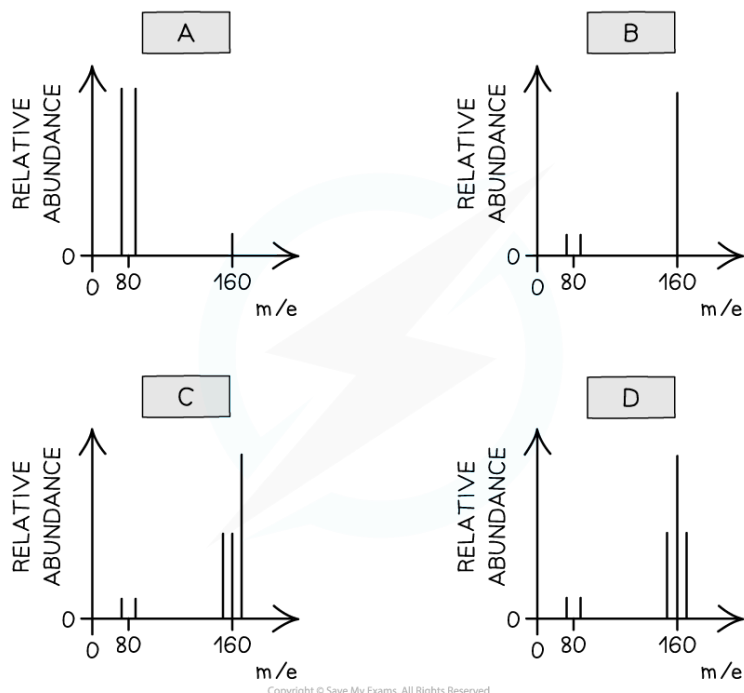 A
RELATIVE
ABUNDANCE
0
0
80
160
m/e
B
RELATIVE
ABUNDANCE
0
0
80
160
m/e
C
RELATIVE
ABUNDANCE
0
0
80
160
m/e
D
RELATIVE
ABUNDANCE
0
0
80
160
m/e
Copyright © Save My Exams. All Rights Reserved